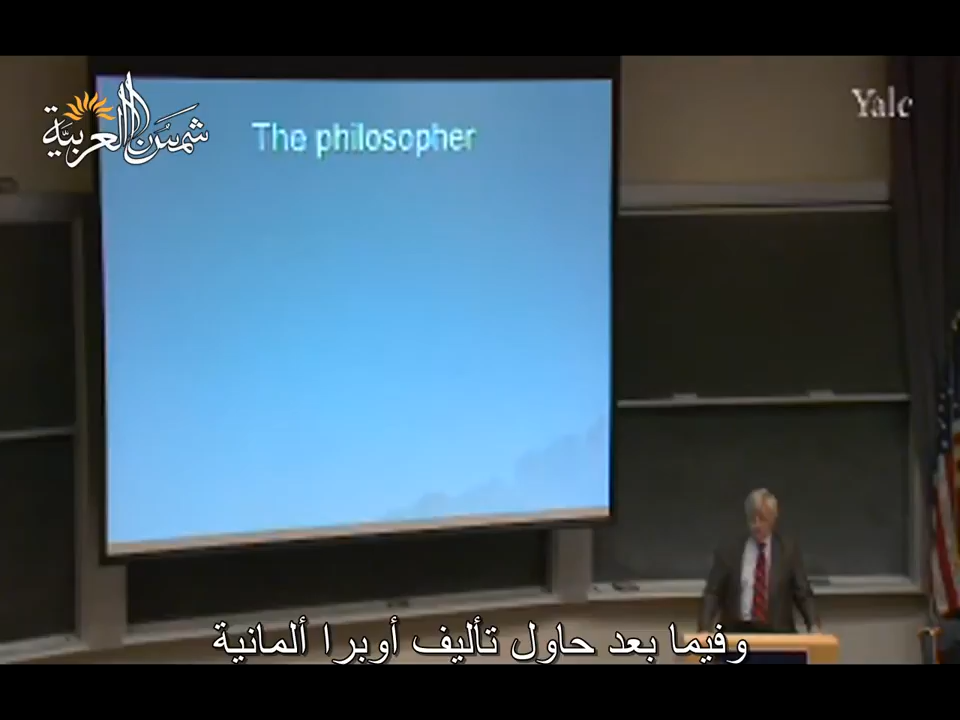 شمس العربية
Yale
The philosopher
وفيما بعد حاول تأليف أوبرا ألمانية